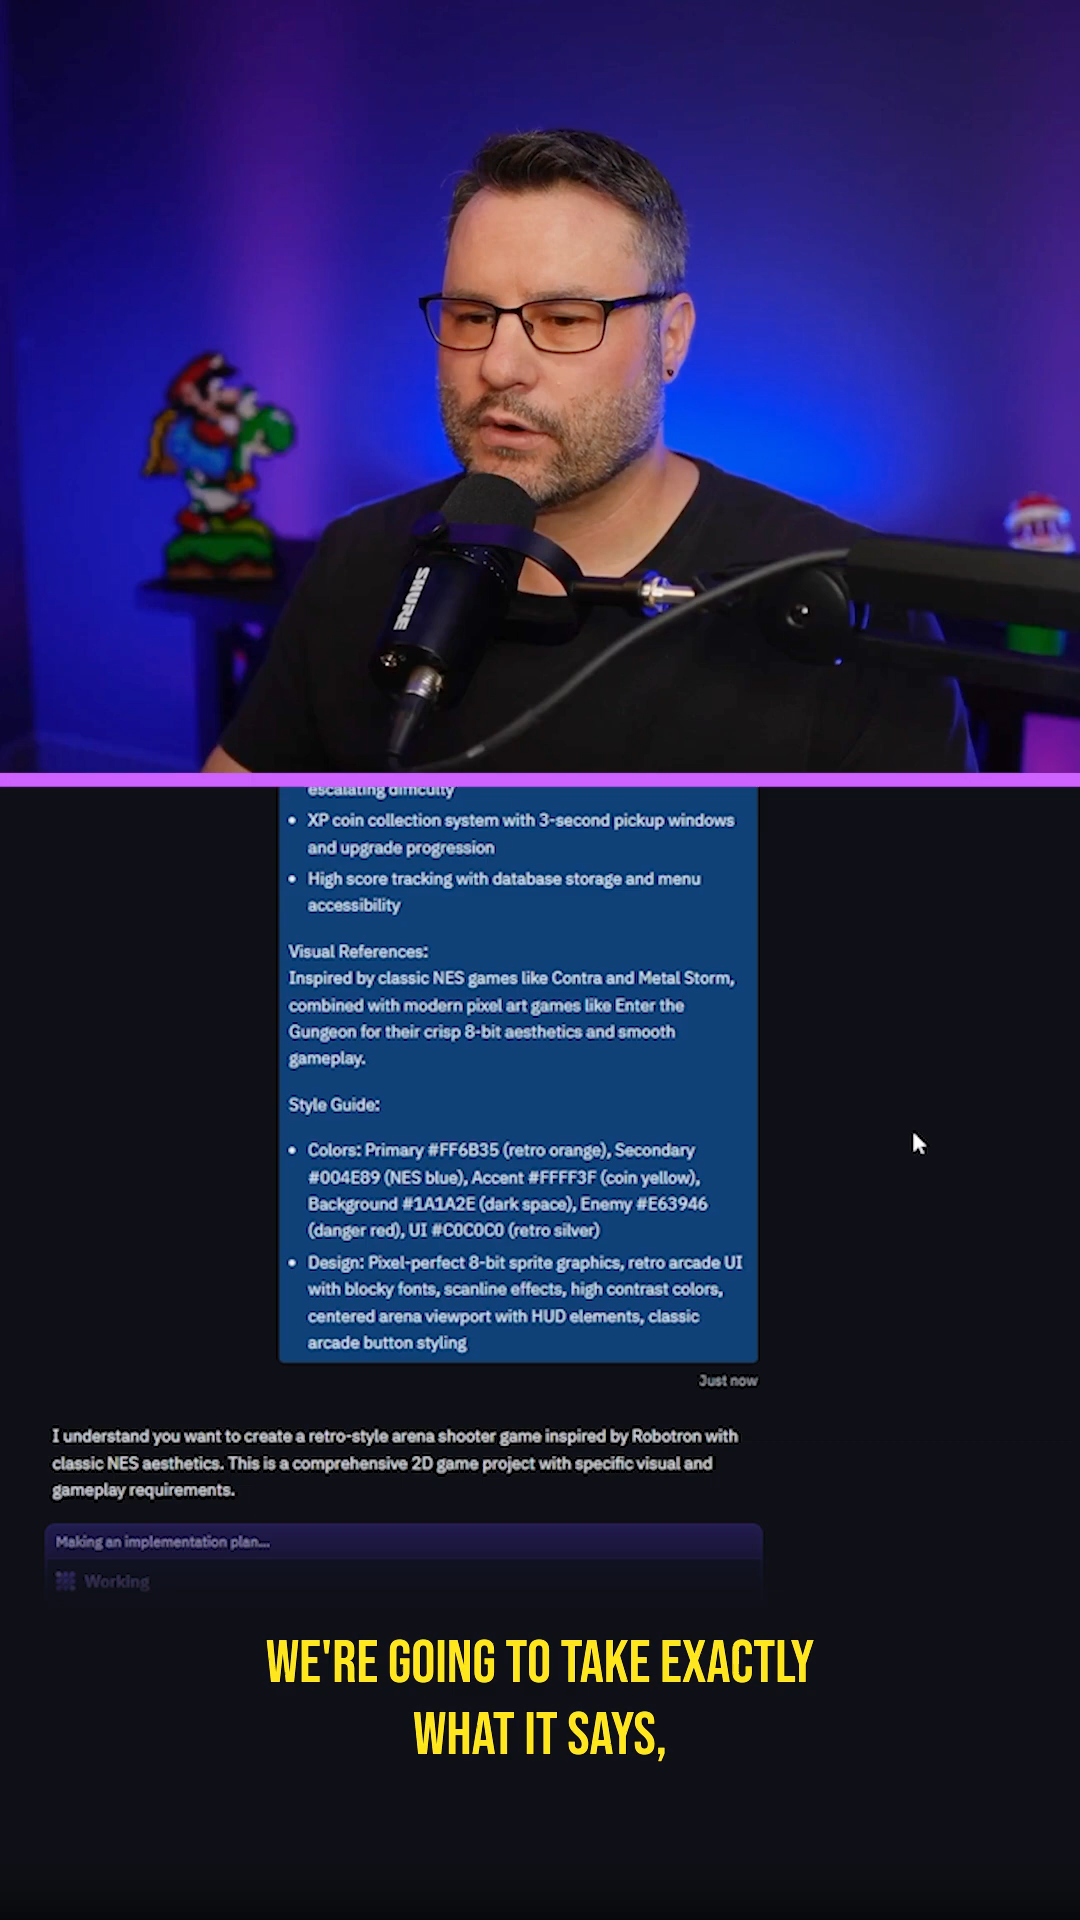 SHURE
escalating difficulty
• XP coin collection system with 3-second pickup windows
and upgrade progression
• High score tracking with database storage and menu
accessibility
Visual References:
Inspired by classic NES games like Contra and Metal Storm,
combined with modern pixel art games like Enter the
Gungeon for their crisp 8-bit aesthetics and smooth
gameplay.
Style Guide:
• Colors: Primary #FF6B35 (retro orange), Secondary
#004E89 (NES blue), Accent #FFFF3F (coin yellow),
Background #1A1A2E (dark space), Enemy #E63946
(danger red), UI #C0C0C0 (retro silver)
• Design: Pixel-perfect 8-bit sprite graphics, retro arcade UI
with blocky fonts, scanline effects, high contrast colors,
centered arena viewport with HUD elements, classic
arcade button styling
Just now
I understand you want to create a retro-style arena shooter game inspired by Robotron with
classic NES aesthetics. This is a comprehensive 2D game project with specific visual and
gameplay requirements.
Making an implementation plan...
Working
WE'RE GOING TO TAKE EXACTLY
WHAT IT SAYS,